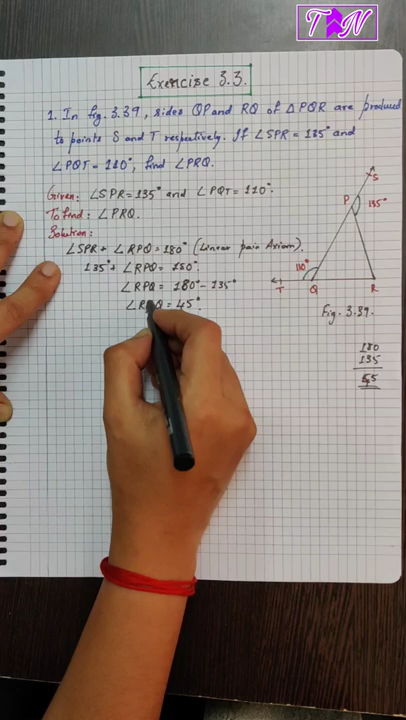 T N
Exercise 3.3.
1. In fig. 3.39, sides QP and RQ of △PQR are produced
to points S and T respectively. If ∠SPR = 135° and
∠PQT = 110°, find ∠PRQ.
Given: ∠SPR = 135° and ∠PQT = 110°.
To find: ∠PRQ.
Solution:
∠SPR + ∠RPQ = 180° (Linear pair Axiom).
135° + ∠RPQ = 180°.
∠RPQ = 180° - 135°
∠RPQ = 45°.
S
P
135°
110°
T
Q
R
Fig. 3.39.
180
135